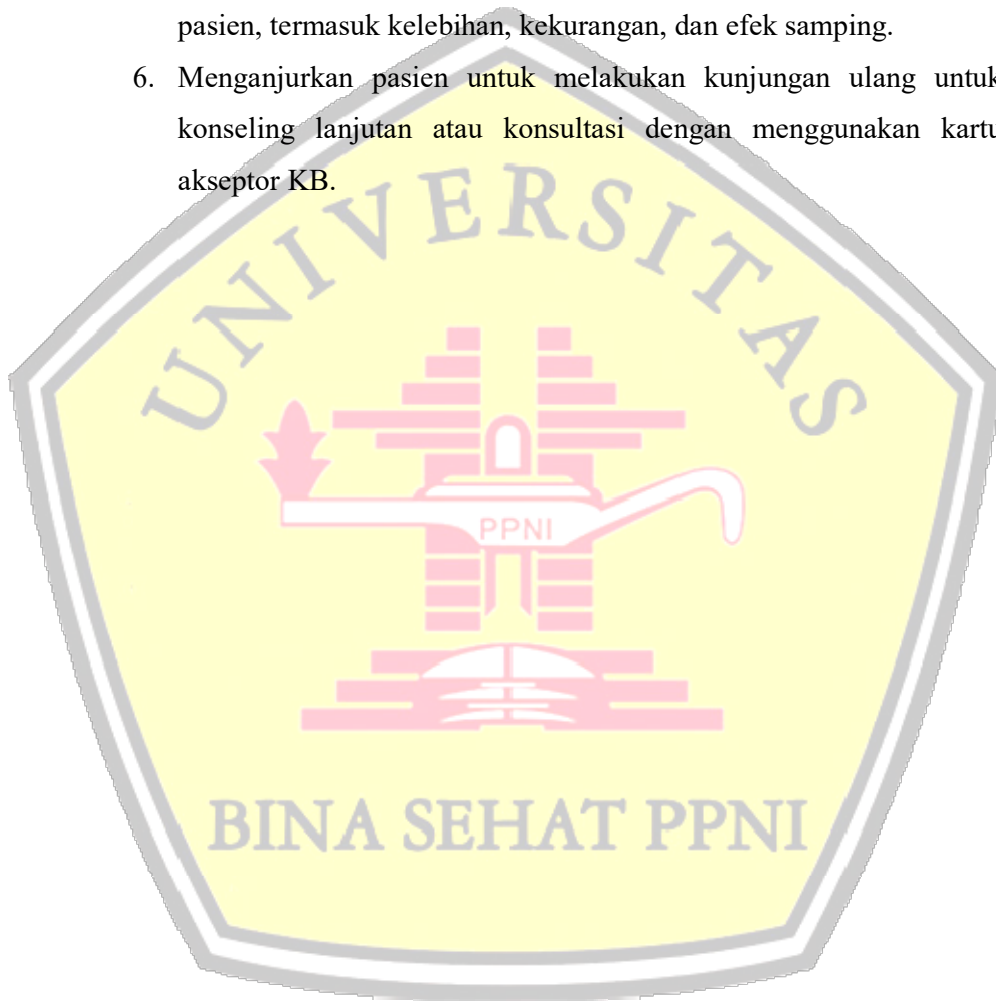 pasien, termasuk kelebihan, kekurangan, dan efek samping.
6. Menganjurkan pasien untuk melakukan kunjungan ulang untuk
konseling lanjutan atau konsultasi dengan menggunakan kartu
akseptor KB.
UNIVERSITAS
PPNI
BINA SEHAT PPNI